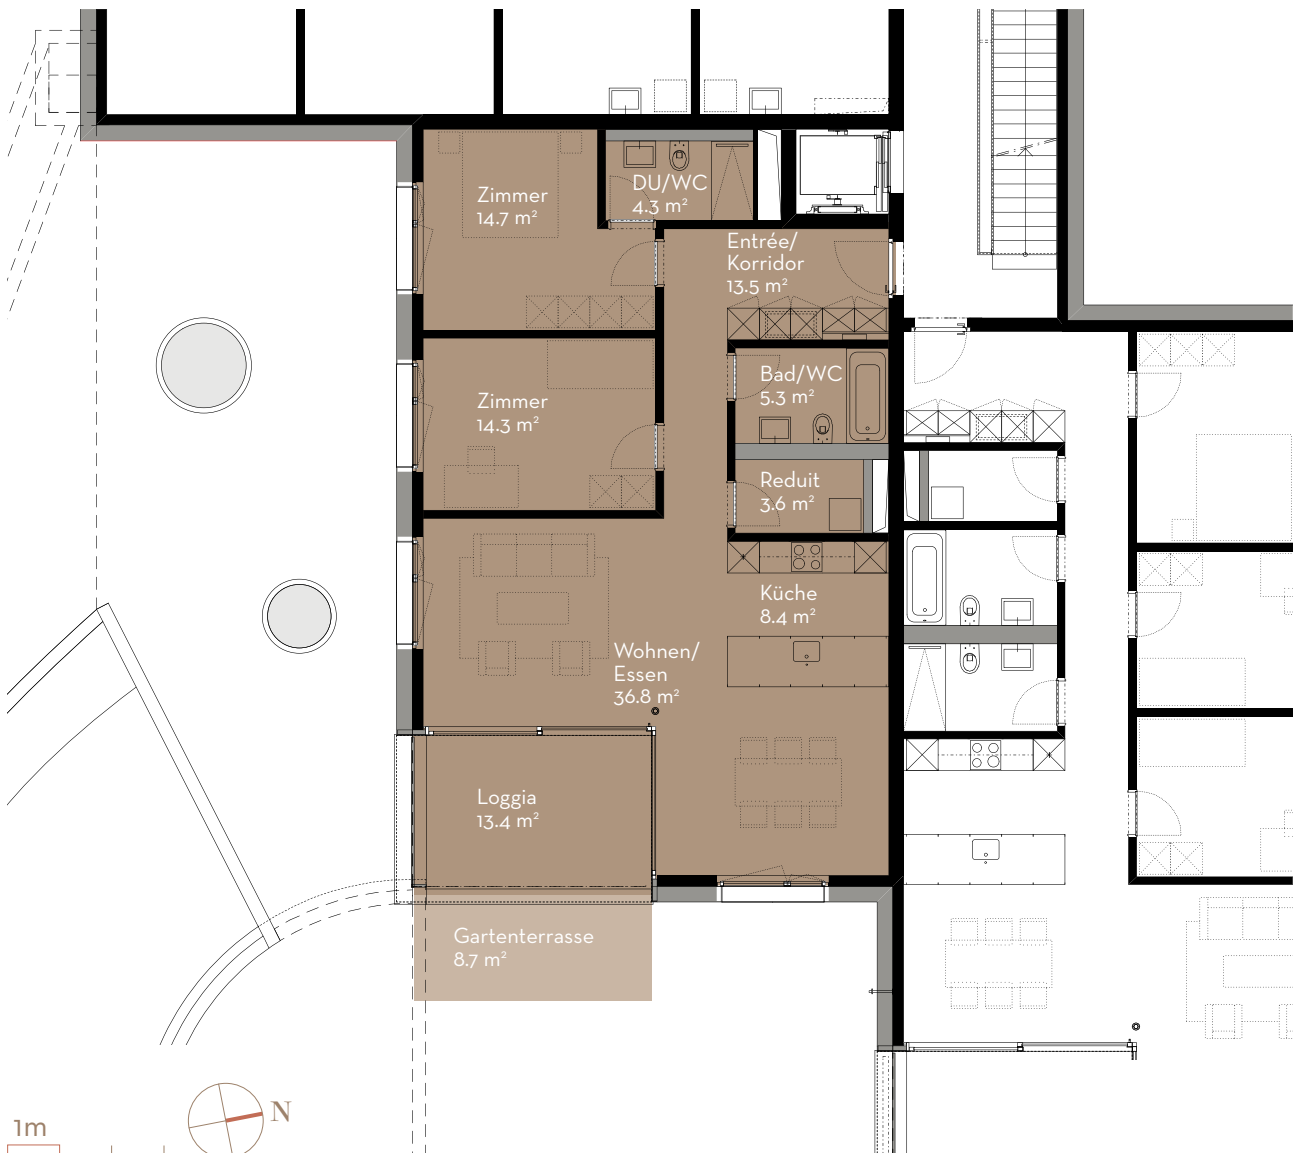 Zimmer
14.7 m²
DU/WC
4.3 m²
Entrée/
Korridor
13.5 m²
Zimmer
14.3 m²
Bad/WC
5.3 m²
Reduit
3.6 m²
Küche
8.4 m²
Wohnen/
Essen
36.8 m²
Loggia
13.4 m²
Gartenterrasse
8.7 m²
N
1m